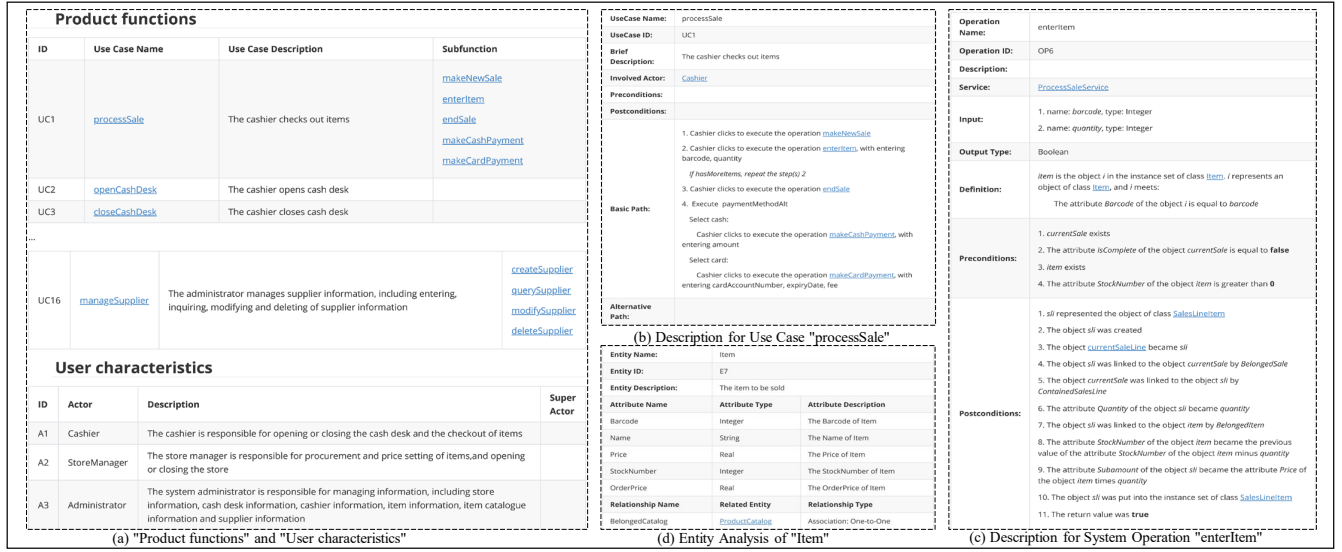 Product functions
ID Use Case Name Use Case Description Subfunction
UC1 processSale The cashier checks out items
makeNewSale
enterItem
endSale
makeCashPayment
makeCardPayment
UC2 openCashDesk The cashier opens cash desk
UC3 closeCashDesk The cashier closes cash desk
...
UC16 manageSupplier
The administrator manages supplier information, including entering,
inquiring, modifying and deleting of supplier information
createSupplier
querySupplier
modifySupplier
deleteSupplier
User characteristics
ID Actor Description Super
Actor
A1 Cashier The cashier is responsible for opening or closing the cash desk and the checkout of items
A2 StoreManager The store manager is responsible for procurement and price setting of items,and opening
or closing the store
A3 Administrator The system administrator is responsible for managing information, including store
information, cash desk information, cashier information, item information, item catalogue
information and supplier information
(a) "Product functions" and "User characteristics"
UseCase Name: processSale
UseCase ID: UC1
Brief
Description: The cashier checks out items
Involved Actor: Cashier
Preconditions:
Postconditions:
Basic Path:
1. Cashier clicks to execute the operation makeNewSale
2. Cashier clicks to execute the operation enterItem, with entering
barcode, quantity
If hasMoreItems, repeat the step(s) 2
3. Cashier clicks to execute the operation endSale
4. Execute paymentMethodAlt
Select cash:
Cashier clicks to execute the operation makeCashPayment, with
entering amount
Select card:
Cashier clicks to execute the operation makeCardPayment, with
entering cardAccountNumber, expiryDate, fee
Alternative
Path:
(b) Description for Use Case "processSale"
Entity Name: Item
Entity ID: E7
Entity Description: The item to be sold
Attribute Name Attribute Type Attribute Description
Barcode Integer The Barcode of Item
Name String The Name of Item
Price Real The Price of Item
StockNumber Integer The StockNumber of Item
OrderPrice Real The OrderPrice of Item
Relationship Name Related Entity Relationship Type
BelongedCatalog ProductCatalog Association: One-to-One
(d) Entity Analysis of "Item"
Operation
Name: enterItem
Operation ID: OP6
Description:
Service: ProcessSaleService
Input:
1. name: barcode, type: Integer
2. name: quantity, type: Integer
Output Type: Boolean
Definition:
item is the object i in the instance set of class Item. i represents an
object of class Item, and i meets:
The attribute Barcode of the object i is equal to barcode
Preconditions:
1. currentSale exists
2. The attribute IsComplete of the object currentSale is equal to false
3. item exists
4. The attribute StockNumber of the object item is greater than 0
Postconditions:
1. sli represented the object of class SalesLineItem
2. The object sli was created
3. The object currentSaleLine became sli
4. The object sli was linked to the object currentSale by BelongedSale
5. The object currentSale was linked to the object sli by
ContainedSalesLine
6. The attribute Quantity of the object sli became quantity
7. The object sli was linked to the object item by BelongedItem
8. The attribute StockNumber of the object item became the previous
value of the attribute StockNumber of the object item minus quantity
9. The attribute Subamount of the object sli became the attribute Price of
the object item times quantity
10. The object sli was put into the instance set of class SalesLineItem
11. The return value was true
(c) Description for System Operation "enterItem"